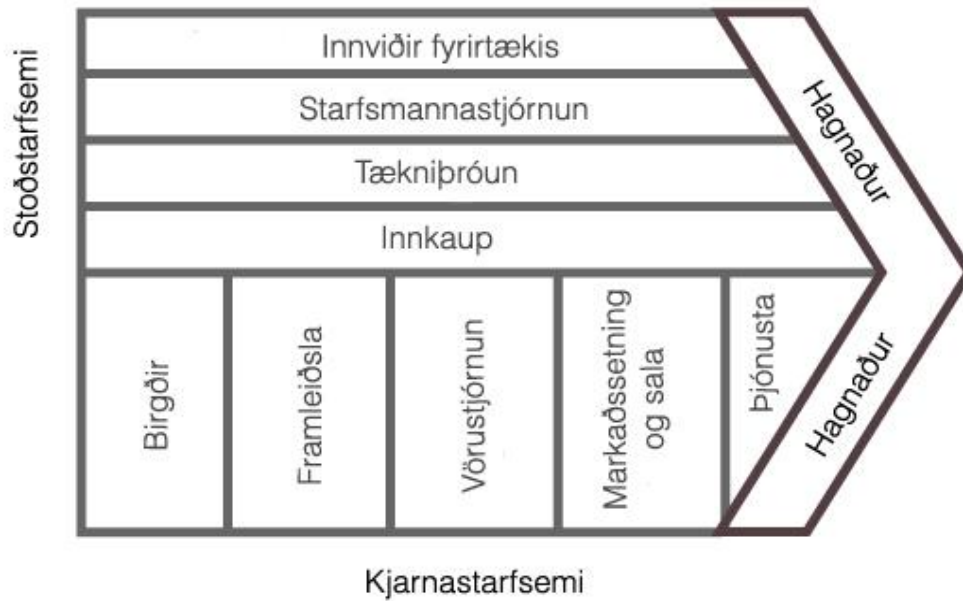 Stoðstarfsemi
Innviðir fyrirtækis
Starfsmannastjórnun
Tækniþróun
Innkaup
Hagnaður
Birgðir
Framleiðsla
Vörustjórnun
Markaðssetning
og sala
Þjónusta
Hagnaður
Kjarnastarfsemi